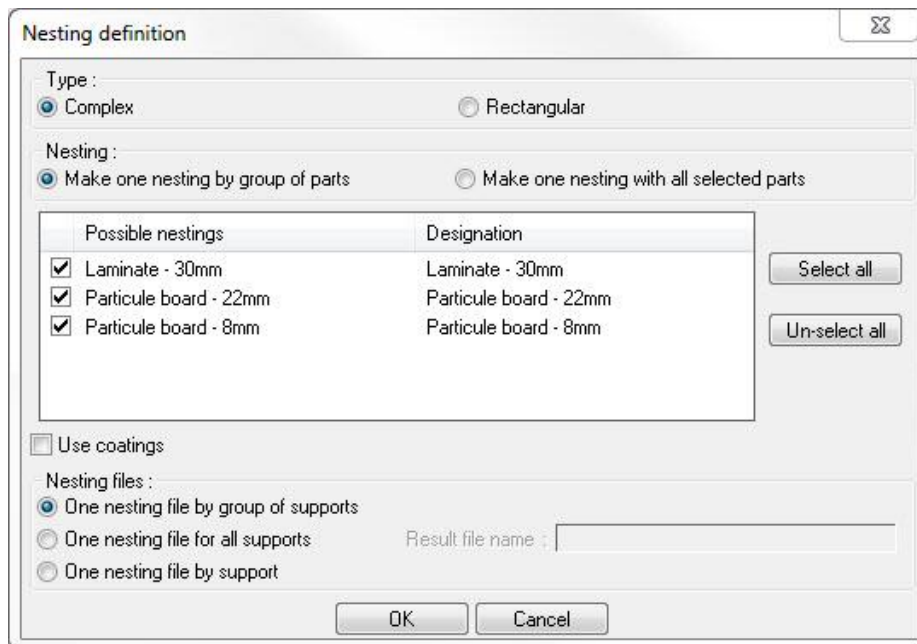 Nesting definition
Type :
Complex
Rectangular
Nesting :
Make one nesting by group of parts
Make one nesting with all selected parts
Possible nestings
Designation
Laminate - 30mm
Laminate - 30mm
Particule board - 22mm
Particule board - 22mm
Particule board - 8mm
Particule board - 8mm
Select all
Un-select all
Use coatings
Nesting files :
One nesting file by group of supports
One nesting file for all supports
Result file name :
One nesting file by support
OK
Cancel